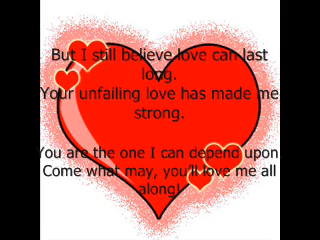 But I still believe love can last
long.
Your unfailing love has made me
strong.
You are the one I can depend upon
Come what may, you'll love me all
along!